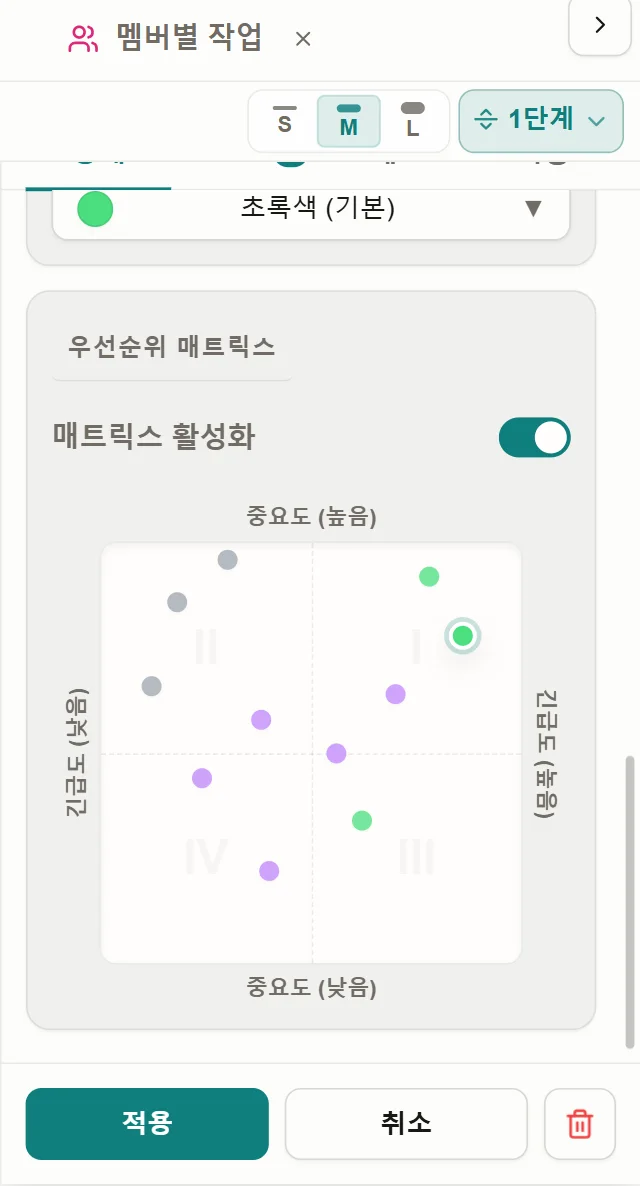 멤버별 작업
S
M
L
1단계
초록색 (기본)
우선순위 매트릭스
매트릭스 활성화
중요도 (높음)
II
I
긴급도 (낮음)
긴급도 (높음)
IV
III
중요도 (낮음)
적용
취소